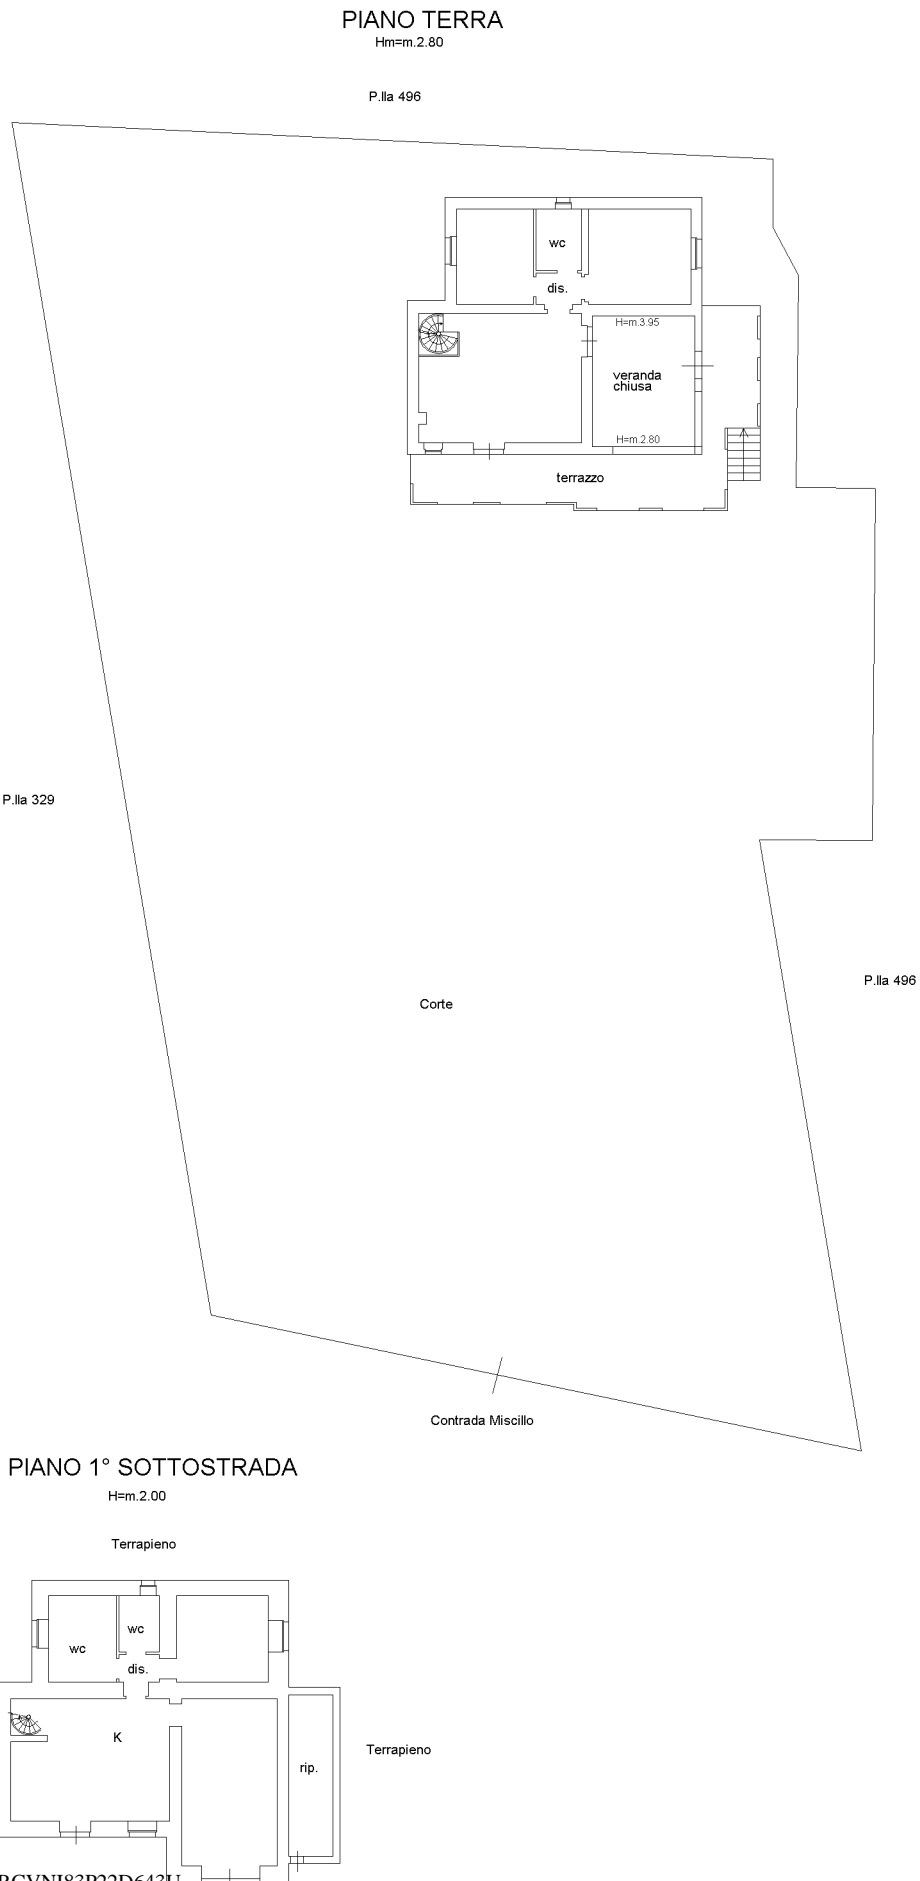 PIANO TERRA
Hm=m.2.80
P.lla 496
wc
dis.
H=m.3.95
veranda
chiusa
H=m.2.80
terrazzo
P.lla 329
P.lla 496
Corte
Contrada Miscillo
PIANO 1° SOTTOSTRADA
H=m.2.00
Terrapieno
wc
wc
dis.
K
Terrapieno
rip.